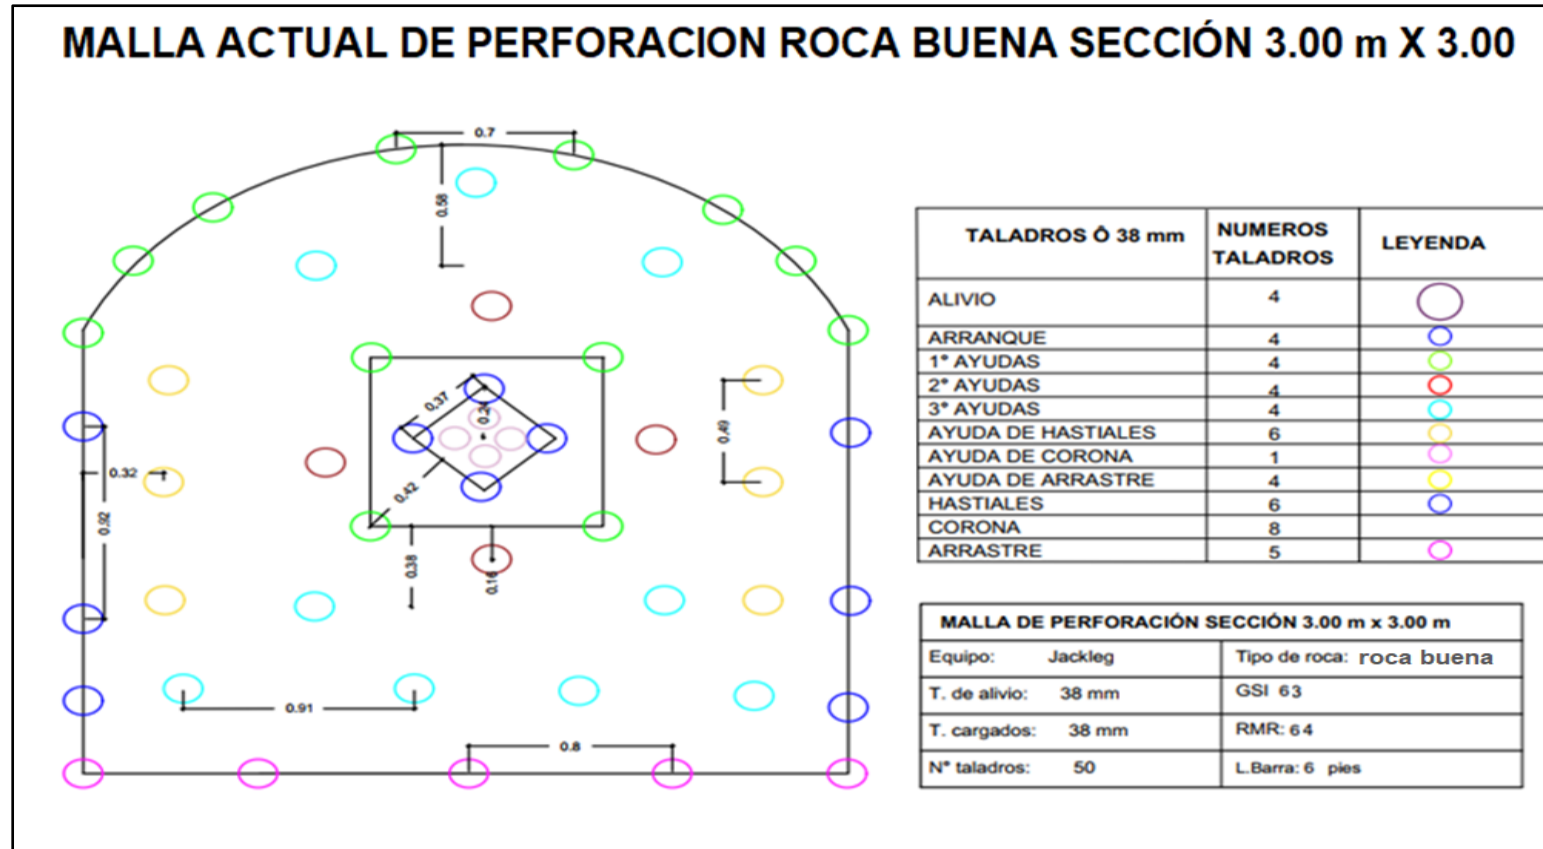 MALLA ACTUAL DE PERFORACION ROCA BUENA SECCIÓN 3.00 m X 3.00
0.7
0.58
0.37
0.24
0.49
0.32
0.92
0.42
0.38
0.16
0.91
0.8
TALADROS Ô 38 mm NUMEROS TALADROS LEYENDA
ALIVIO 4
ARRANQUE 4
1° AYUDAS 4
2° AYUDAS 4
3° AYUDAS 4
AYUDA DE HASTIALES 6
AYUDA DE CORONA 1
AYUDA DE ARRASTRE 4
HASTIALES 6
CORONA 8
ARRASTRE 5
MALLA DE PERFORACIÓN SECCIÓN 3.00 m x 3.00 m
Equipo: Jackleg Tipo de roca: roca buena
T. de alivio: 38 mm GSI 63
T. cargados: 38 mm RMR: 64
N° taladros: 50 L.Barra: 6 pies